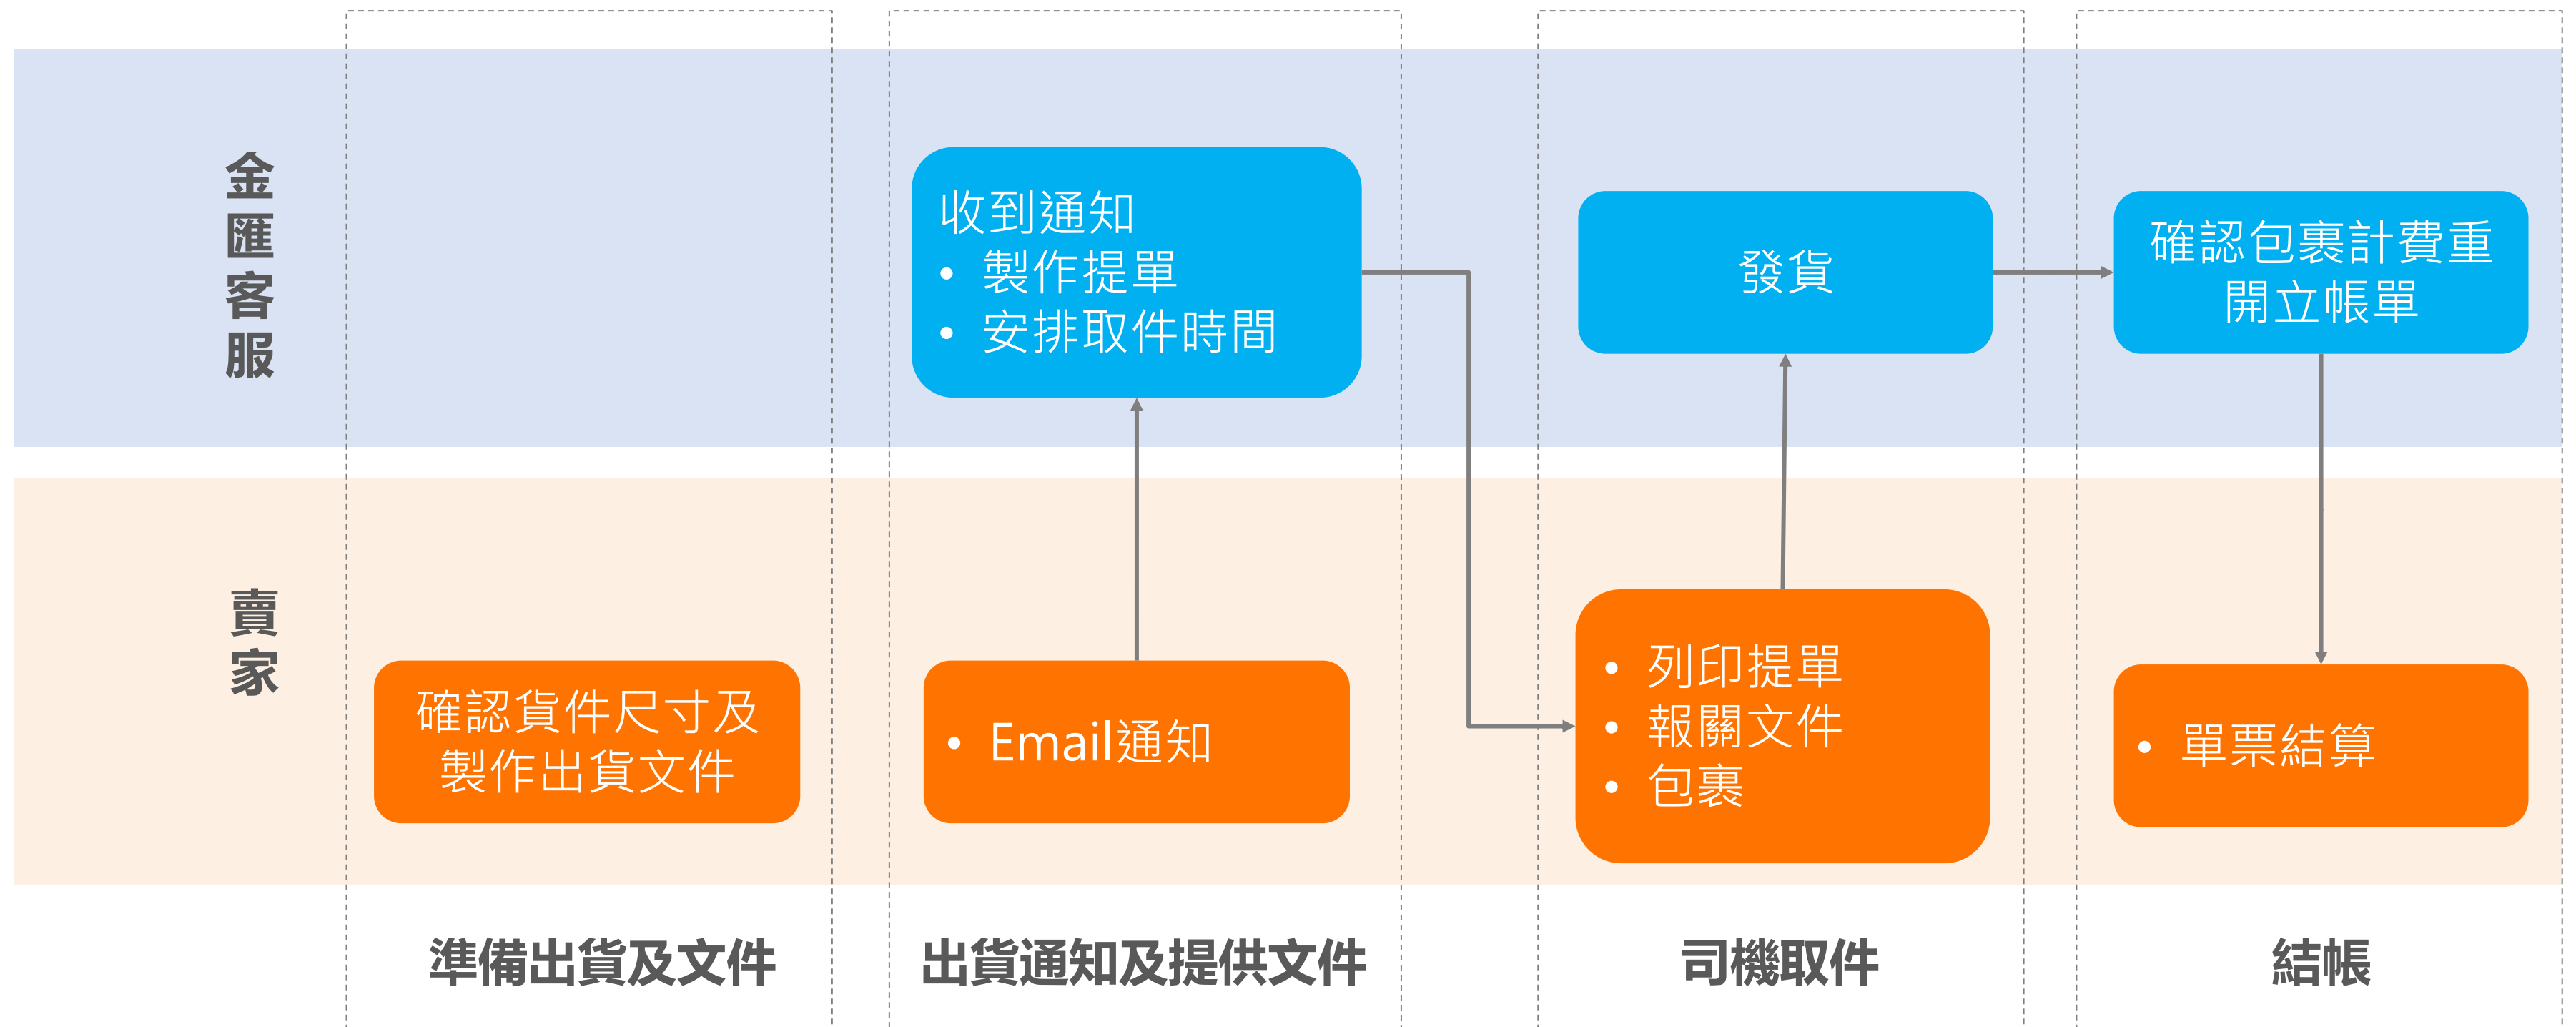 金匯客服
收到通知
• 製作提單
• 安排取件時間
發貨
確認包裹計費重
開立帳單
賣家
確認貨件尺寸及
製作出貨文件
• Email通知
• 列印提單
• 報關文件
• 包裹
• 單票結算
準備出貨及文件
出貨通知及提供文件
司機取件
結帳